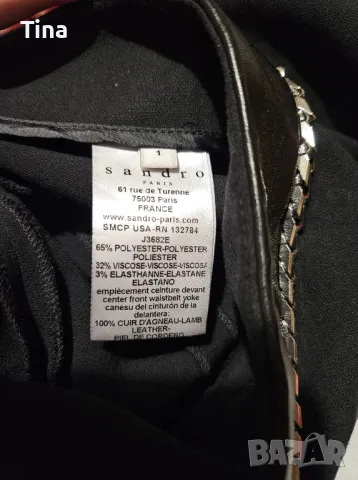 Tina
1
sandro
PARIS
61 rue de Turenne
75003 Paris
FRANCE
www.sandro-paris.com
SMCP USA-RN 132784
J3682E
65% POLYESTER-POLYESTER
POLIESTER
32% VISCOSE-VISCOSE-VISCOSA
3% ELASTHANNE-ELASTANE
ELASTANO
empiècement ceinture devant
center front waistbelt yoke
canesu del cinturón de la
delantera:
100% CUIR D'AGNEAU-LAMB
LEATHER-
PIEL DE CORDERO
BAZAR